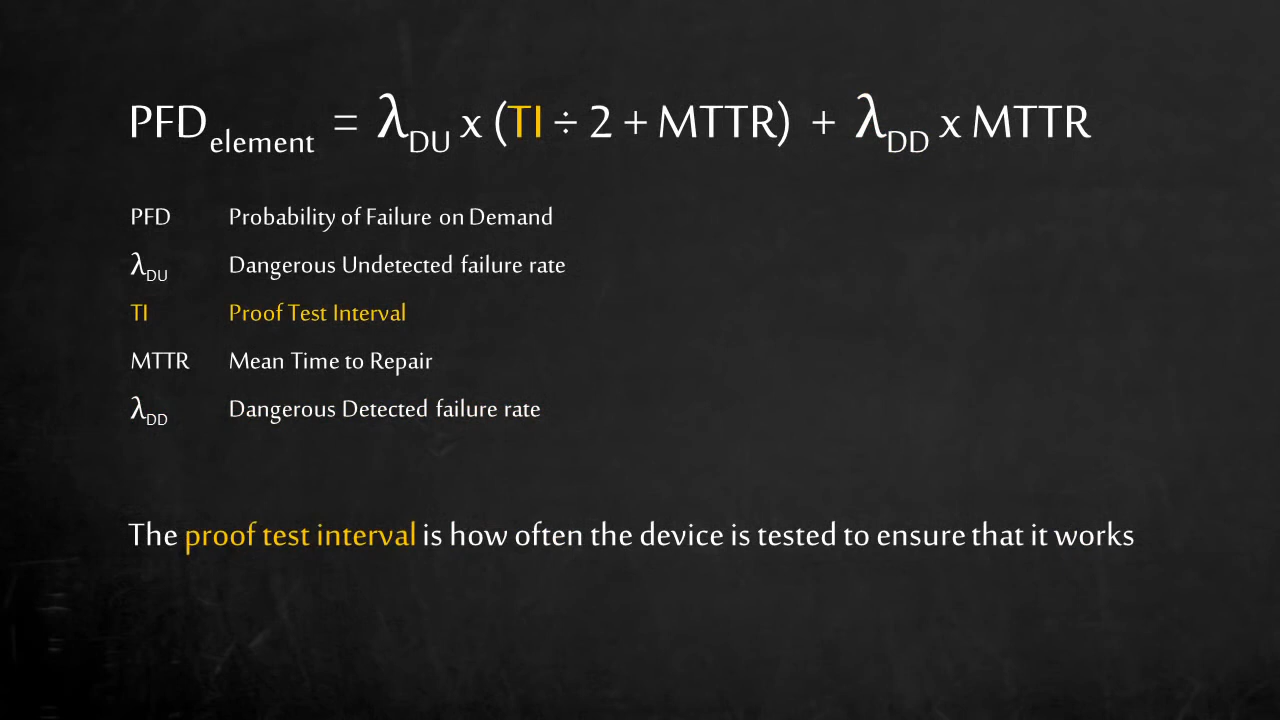 PFD element = λDU x (TI ÷ 2 + MTTR) + λDD x MTTR
PFD Probability of Failure on Demand
λDU Dangerous Undetected failure rate
TI Proof Test Interval
MTTR Mean Time to Repair
λDD Dangerous Detected failure rate
The proof test interval is how often the device is tested to ensure that it works